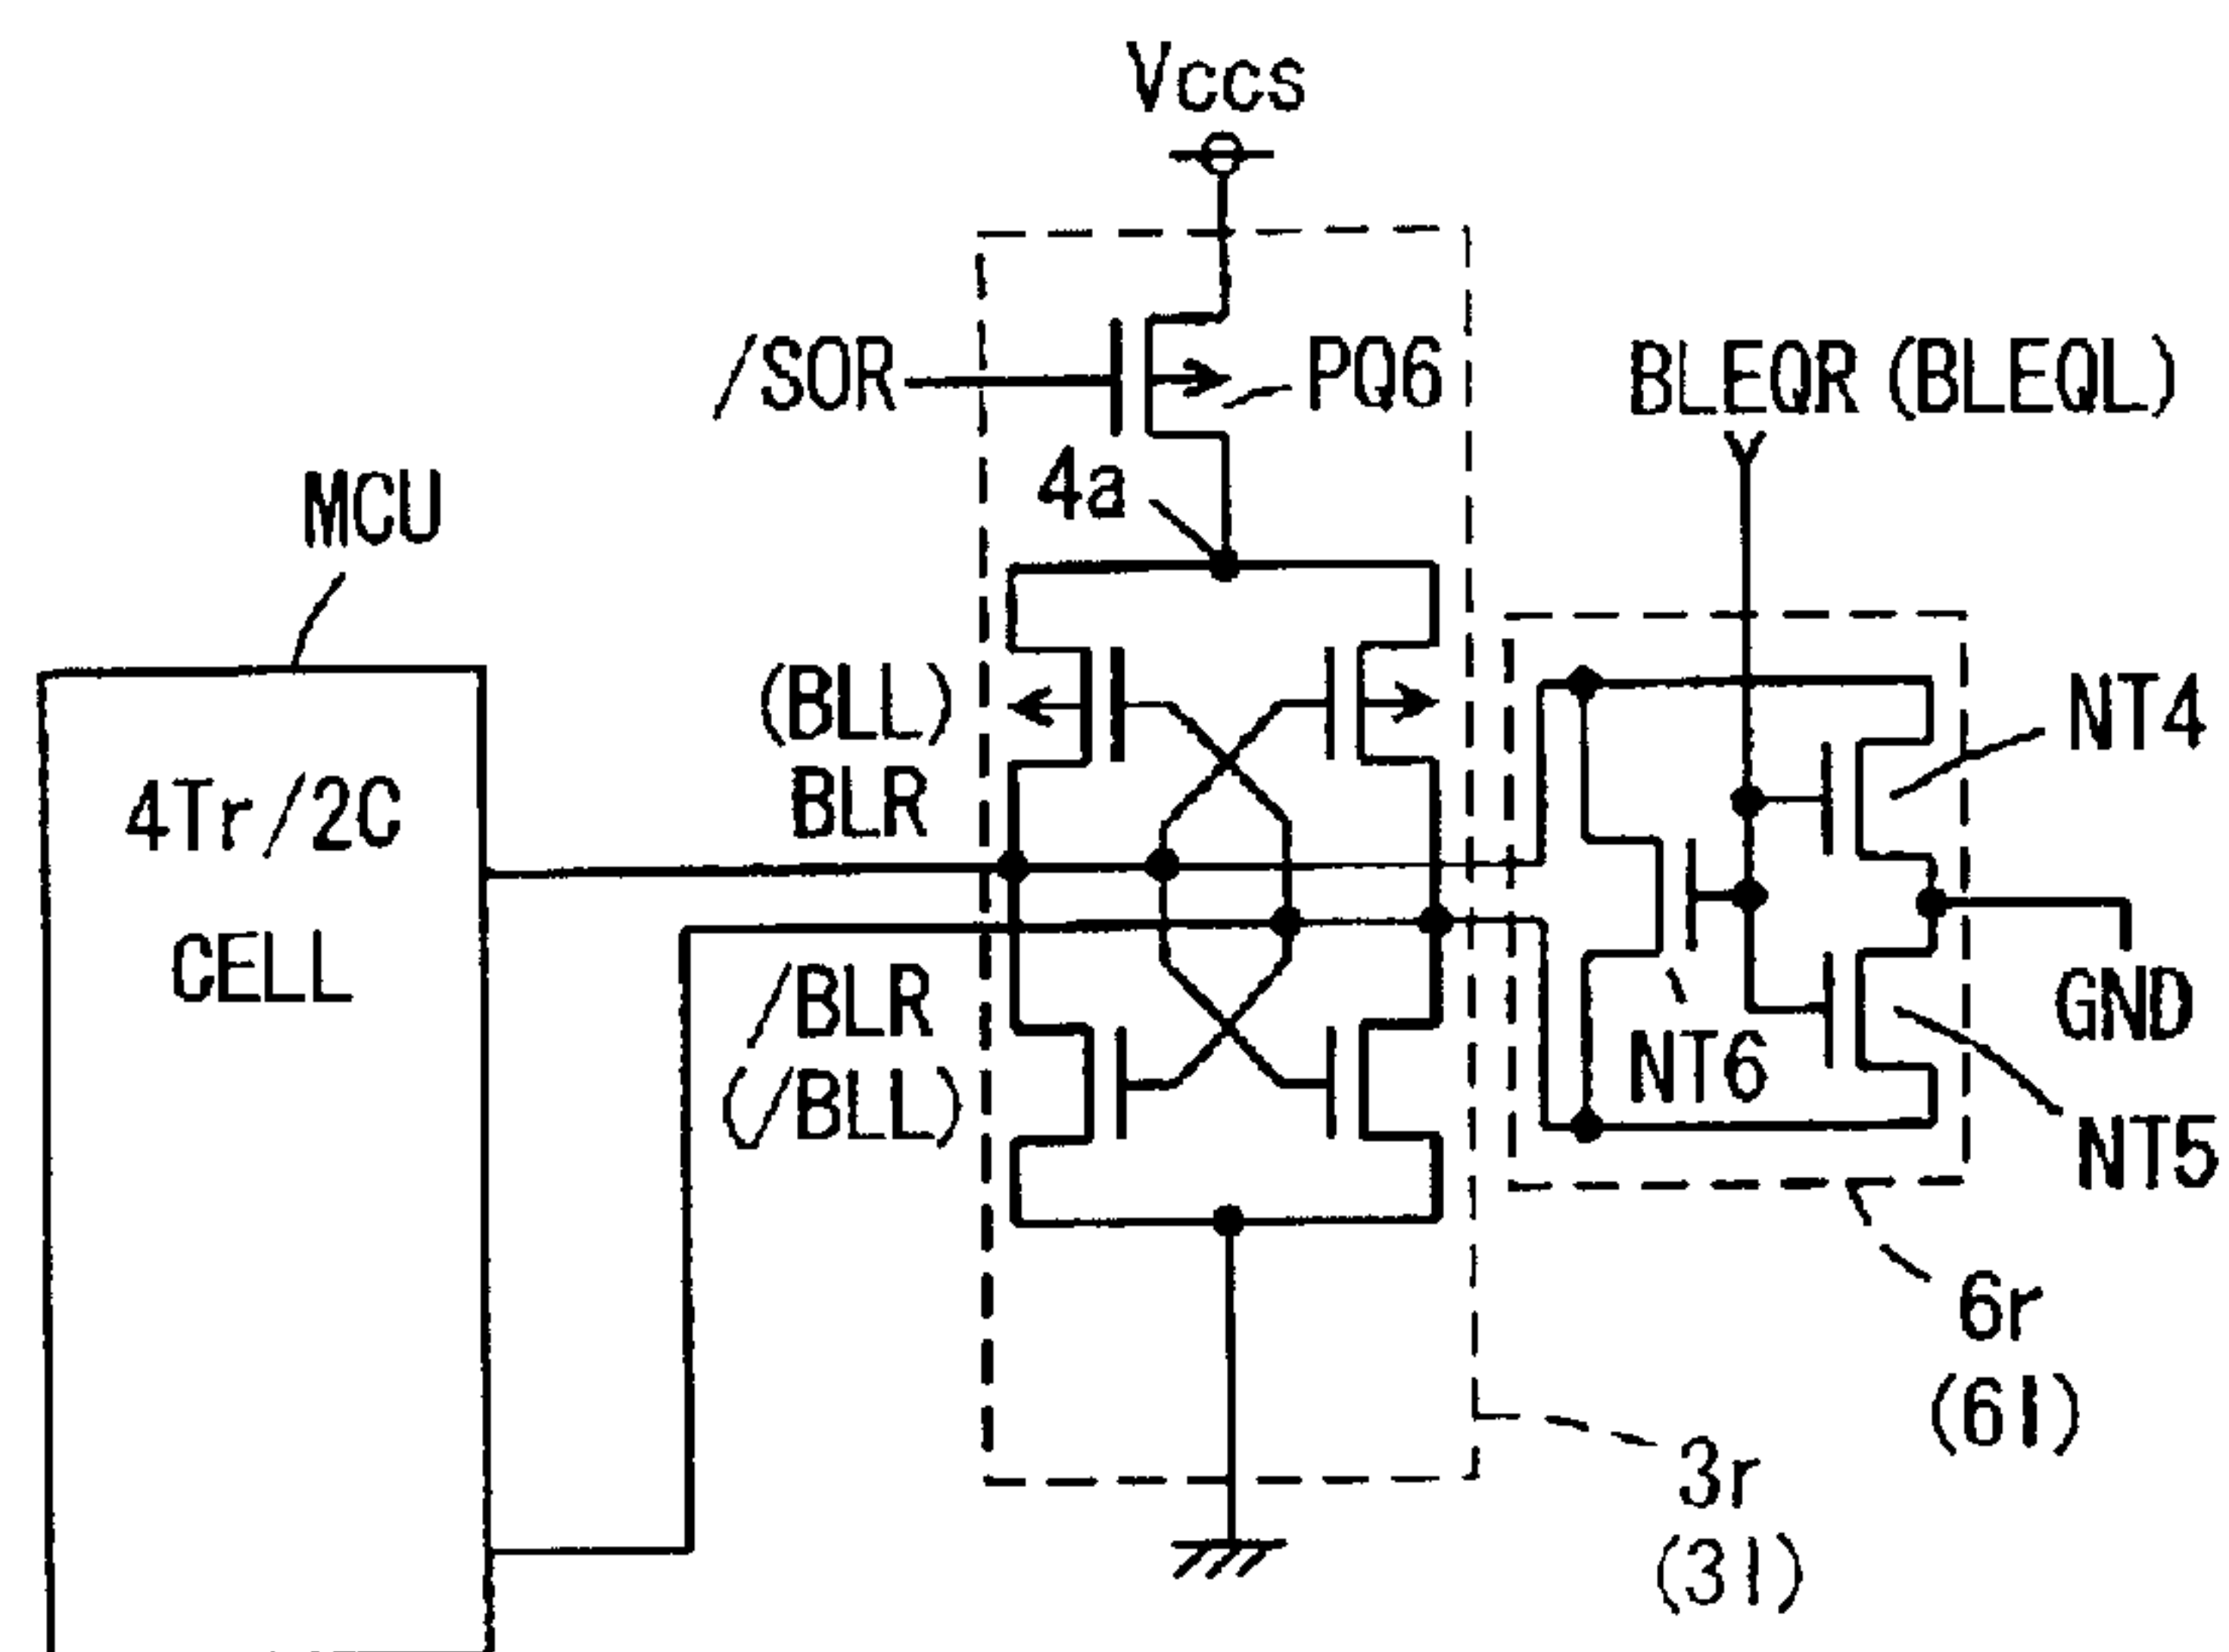 Vccs
/SOR
PQ6
BLEQR (BLEQL)
4a
MCU
(BLL)
NT4
4Tr/2C
BLR
CELL
/BLR
GND
(/BLL)
NT6
NT5
6r
(6l)
3r
(3l)